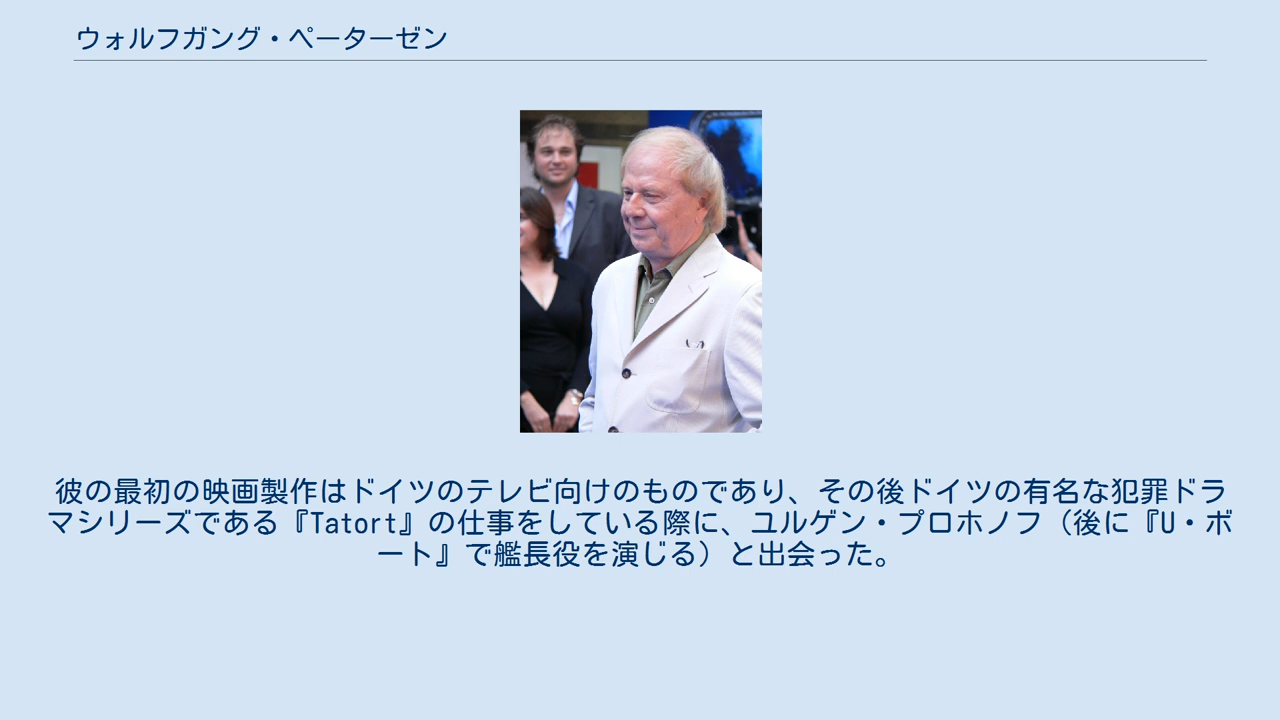 ウォルフガング・ペーターゼン
彼の最初の映画製作はドイツのテレビ向けのものであり、その後ドイツの有名な犯罪ドラ
マシリーズである『Tatort』の仕事をしている際に、ユルゲン・プロホノフ（後に『U・ボ
ート』で艦長役を演じる）と出会った。